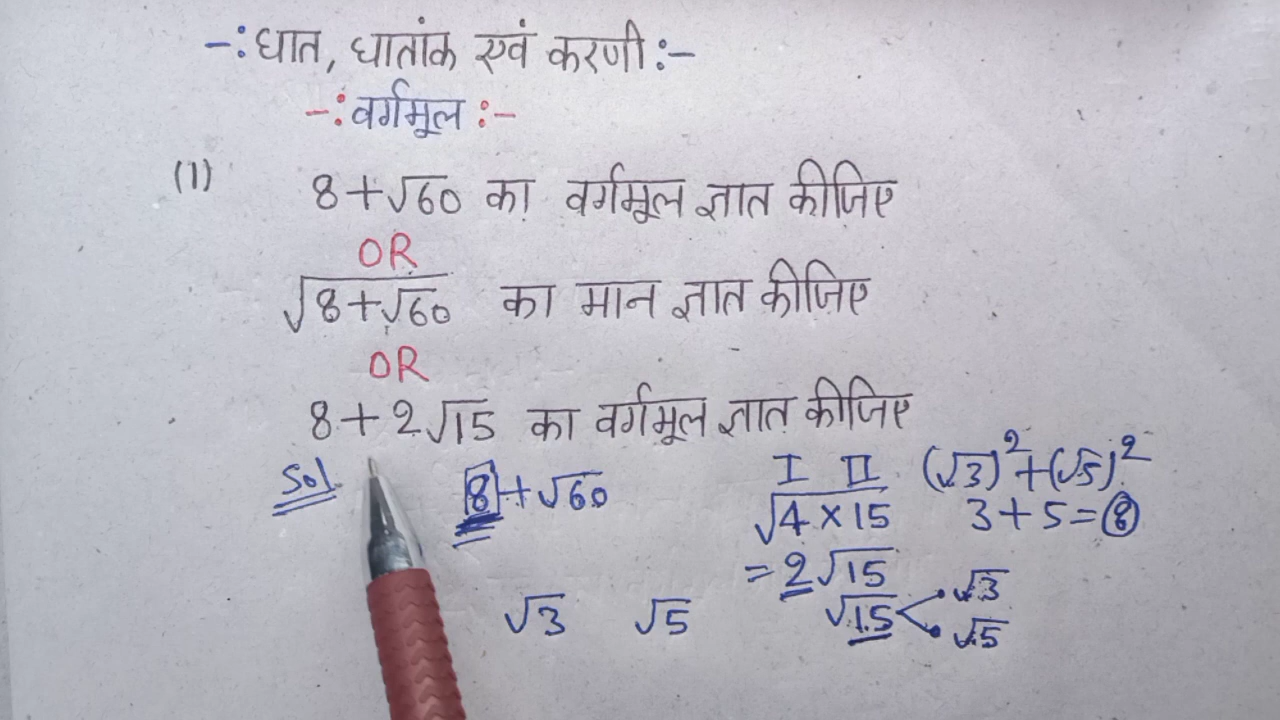 -: घात, घातांक एवं करणी :-
-: वर्गमूल :-
(1) 8+√60 का वर्गमूल ज्ञात कीजिए
OR
√(8+√60) का मान ज्ञात कीजिए
OR
8+2√15 का वर्गमूल ज्ञात कीजिए
Sol. 8+√60
√3 √5
I II
√4×15
=2√15
√15 < √3 √5
(√3)²+(√5)²
3+5=8